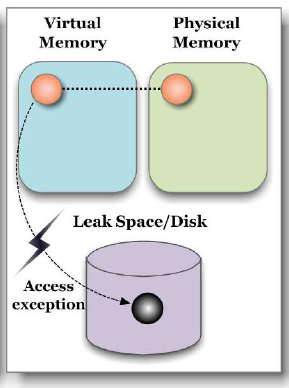 Virtual Memory
Physical Memory
Leak Space/Disk
Access exception